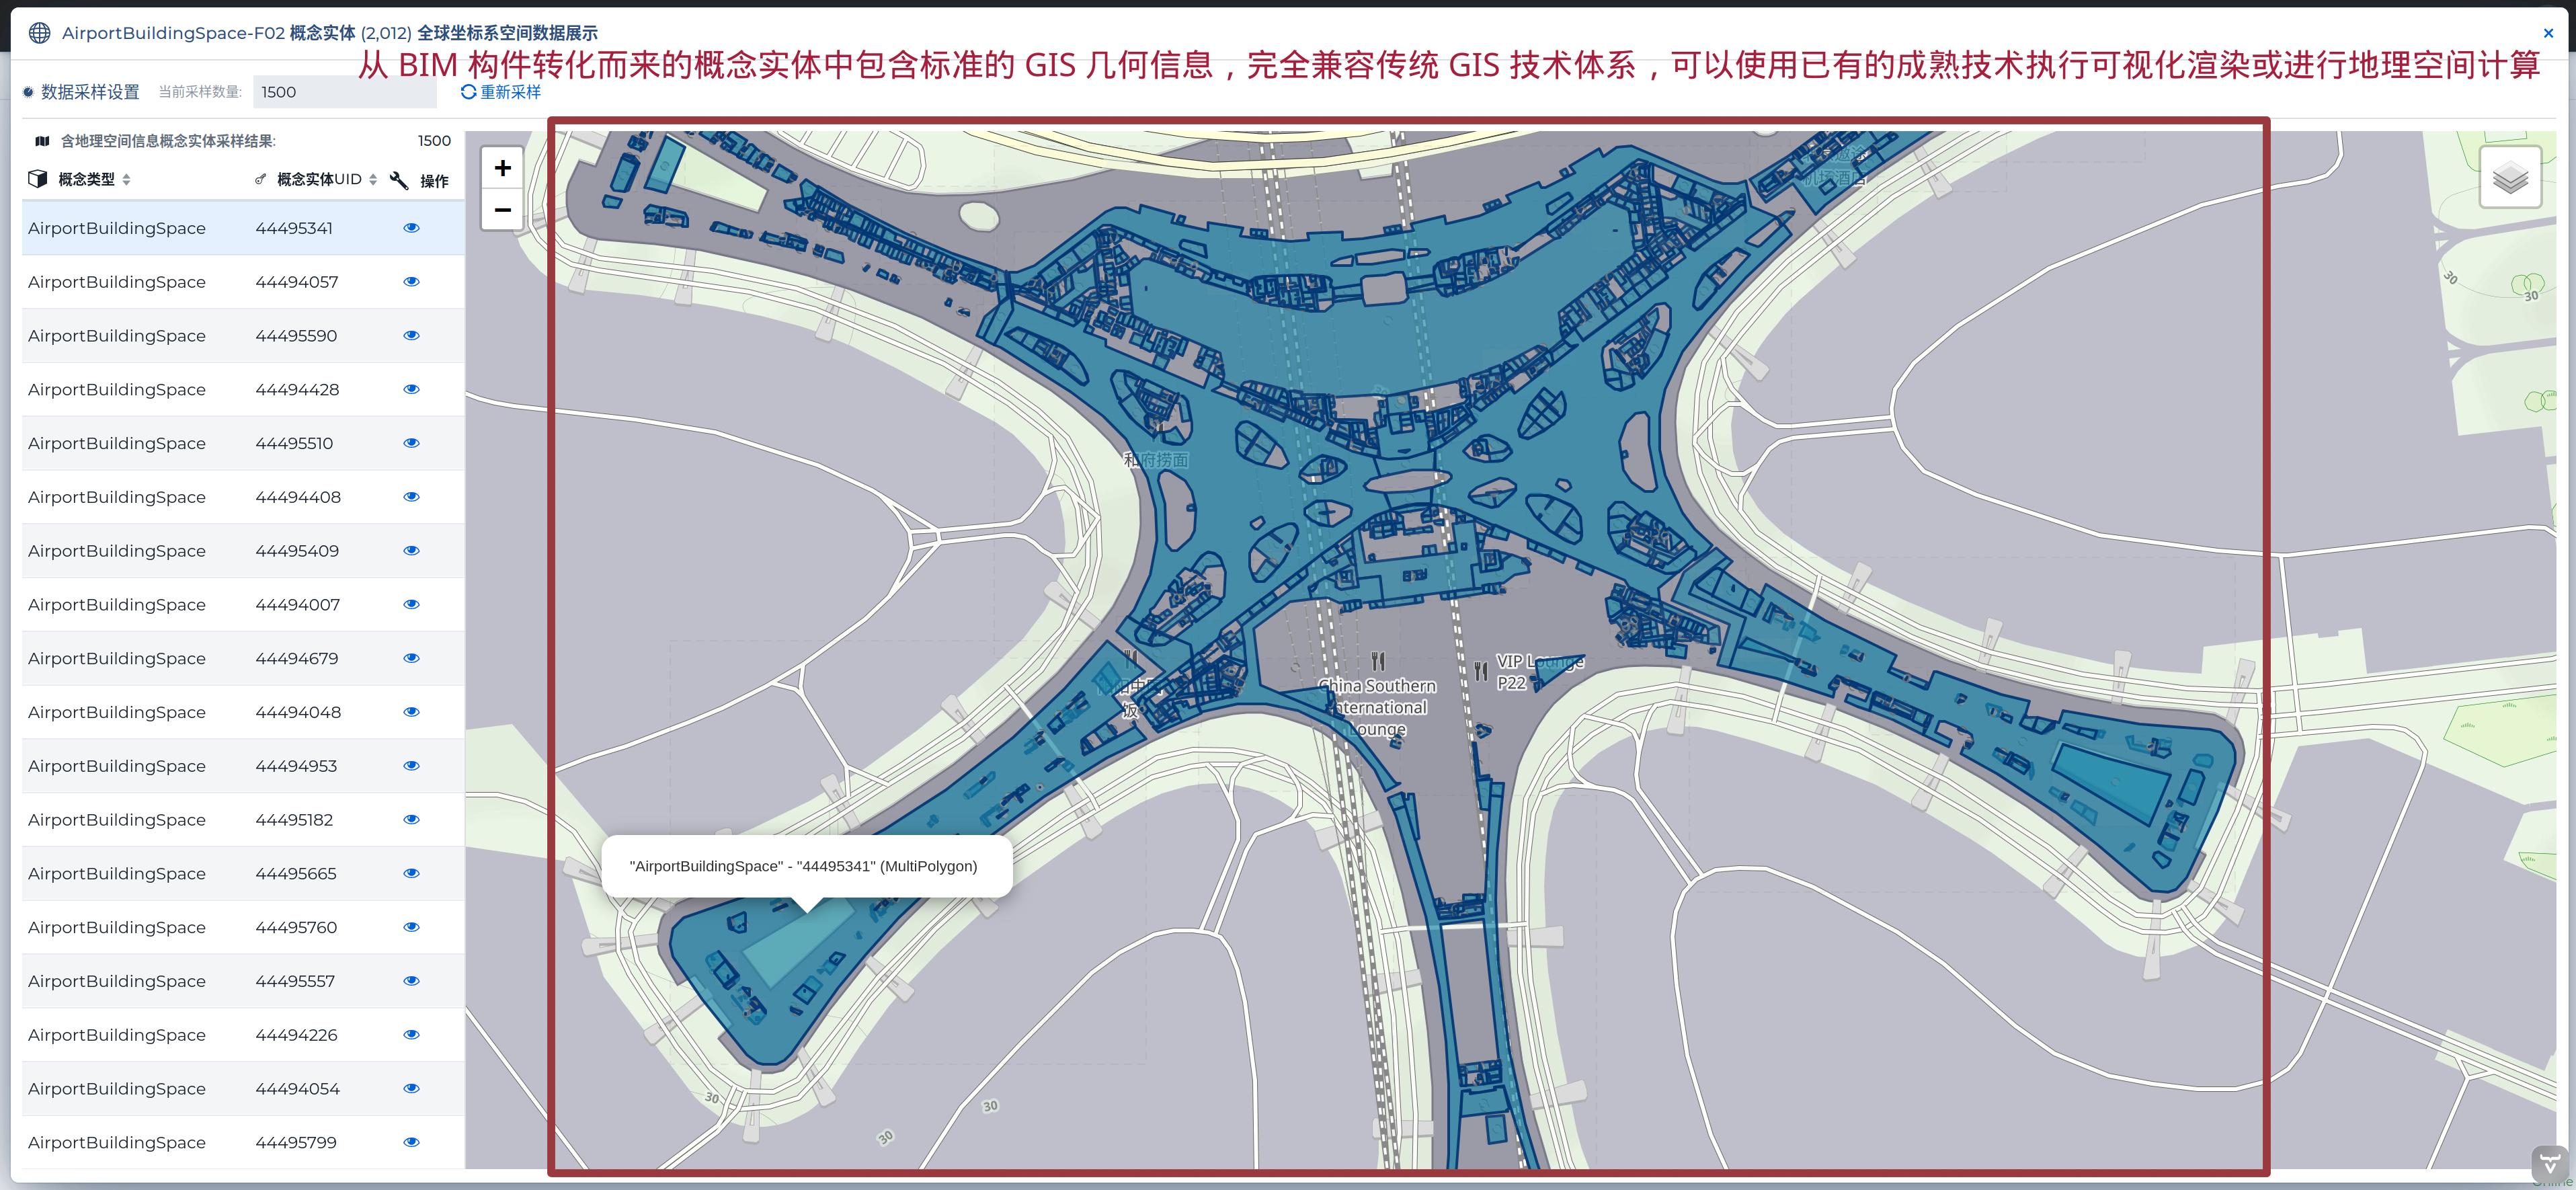 AirportBuildingSpace-F02 概念实体 (2,012) 全球坐标系空间数据展示
×
从 BIM 构件转化而来的概念实体中包含标准的 GIS 几何信息，完全兼容传统 GIS 技术体系，可以使用已有的成熟技术执行可视化渲染或进行地理空间计算
数据采样设置 当前采样数量: 1500 重新采样
含地理空间信息概念实体采样结果: 1500
概念类型 概念实体UID 操作
AirportBuildingSpace 44495341
AirportBuildingSpace 44494057
AirportBuildingSpace 44495590
AirportBuildingSpace 44494428
AirportBuildingSpace 44495510
AirportBuildingSpace 44494408
AirportBuildingSpace 44495409
AirportBuildingSpace 44494007
AirportBuildingSpace 44494679
AirportBuildingSpace 44494048
AirportBuildingSpace 44494953
AirportBuildingSpace 44495182
AirportBuildingSpace 44495665
AirportBuildingSpace 44495760
AirportBuildingSpace 44495557
AirportBuildingSpace 44494226
AirportBuildingSpace 44494054
AirportBuildingSpace 44495799
+
−
机场酒店
30
30
和府捞面
VIP Lounge
P22
China Southern
International
Lounge
饭
"AirportBuildingSpace" - "44495341" (MultiPolygon)
30
30
30
Online